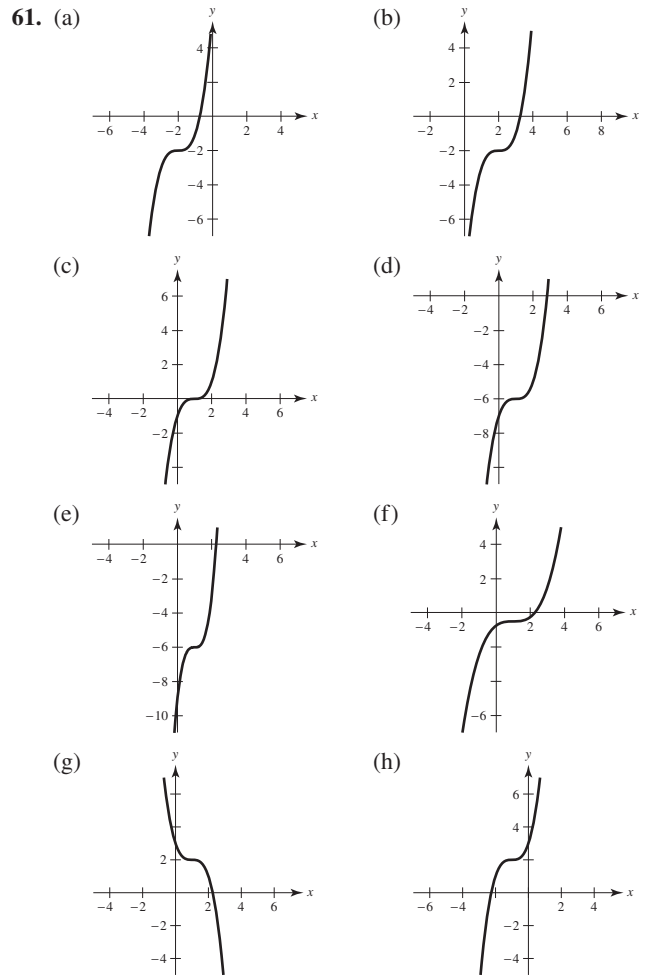 61. (a) (b)
y y
4 4
2
x x
−6 −4 −2 2 4 −2 2 4 6 8
−2 −2
−4 −4
−6 −6
(c) (d)
y y
6 x
4 −4 −2 2 4 6
2 −2
x −4
−4 −2 2 4 6 −6
−2 −8
(e) (f)
y y
x 4
−4 −2 4 6 2
−2 x
−4 −4 −2 2 4 6
−6
−8 −6
−10
(g) (h)
y y
4 6
2 4
x x
−4 −2 2 4 6 −6 −4 −2 2 4
−2 −2
−4 −4